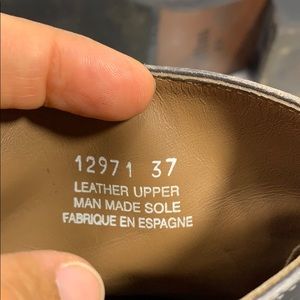 12971 37
LEATHER UPPER
MAN MADE SOLE
FABRIQUE EN ESPAGNE